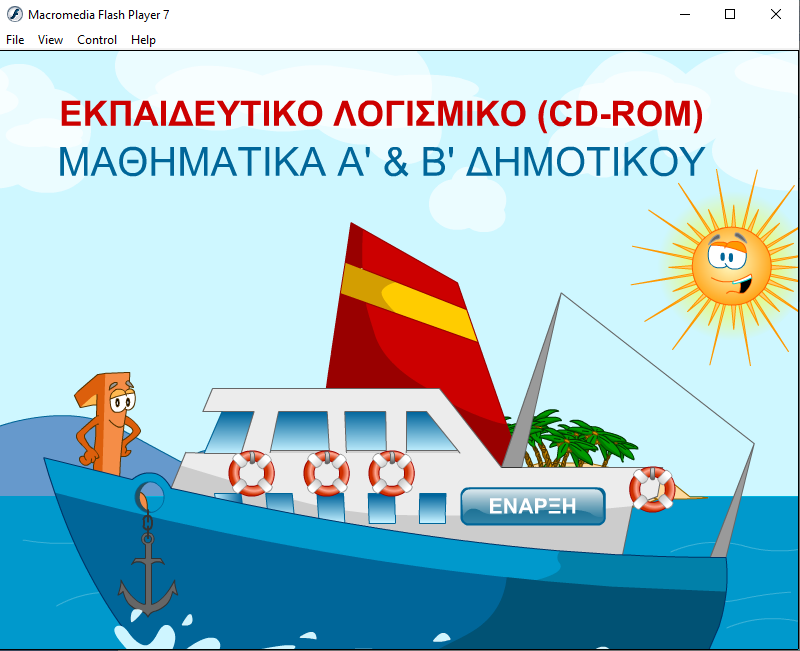 Macromedia Flash Player 7
File View Control Help
ΕΚΠΑΙΔΕΥΤΙΚΟ ΛΟΓΙΣΜΙΚΟ (CD-ROM)
ΜΑΘΗΜΑΤΙΚΑ Α' & Β' ΔΗΜΟΤΙΚΟΥ
ΕΝΑΡΞΗ